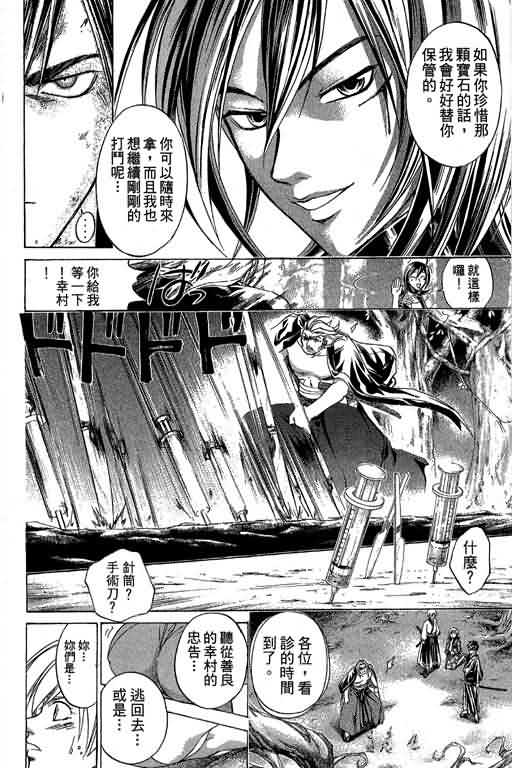 如果你珍惜那
顆寶石的話，
我會好好替你
保管的。
你可以隨時來
拿，而且我也
想繼續剛剛的
打鬥呢…
……
就這樣
囉！
你給我
等一下
！幸村
！
ドドドド
什麼？
針筒？
手術刀？
各位，看
診的時間
到了。
聽從善良
的幸村的
忠告…
逃回去…
或是…
妳…
妳們是…